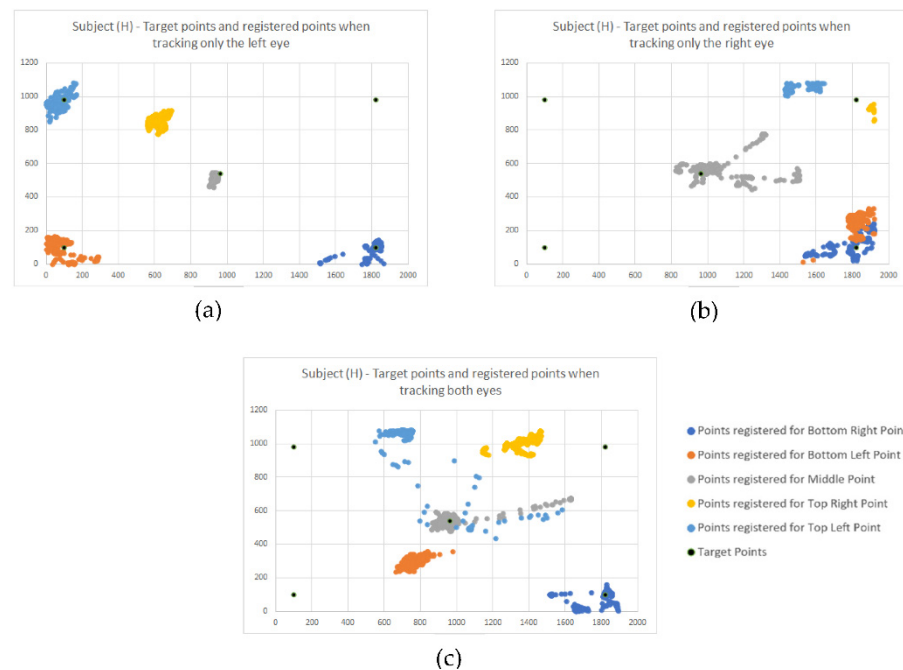 Subject (H) - Target points and registered points when
tracking only the left eye
1200
1000
800
600
400
200
0
0 200 400 600 800 1000 1200 1400 1600 1800 2000
(a)
Subject (H) - Target points and registered points when
tracking only the right eye
1200
1000
800
600
400
200
0
0 200 400 600 800 1000 1200 1400 1600 1800 2000
(b)
Subject (H) - Target points and registered points when
tracking both eyes
1200
1000
800
600
400
200
0
0 200 400 600 800 1000 1200 1400 1600 1800 2000
(c)
Points registered for Bottom Right Point
Points registered for Bottom Left Point
Points registered for Middle Point
Points registered for Top Right Point
Points registered for Top Left Point
Target Points